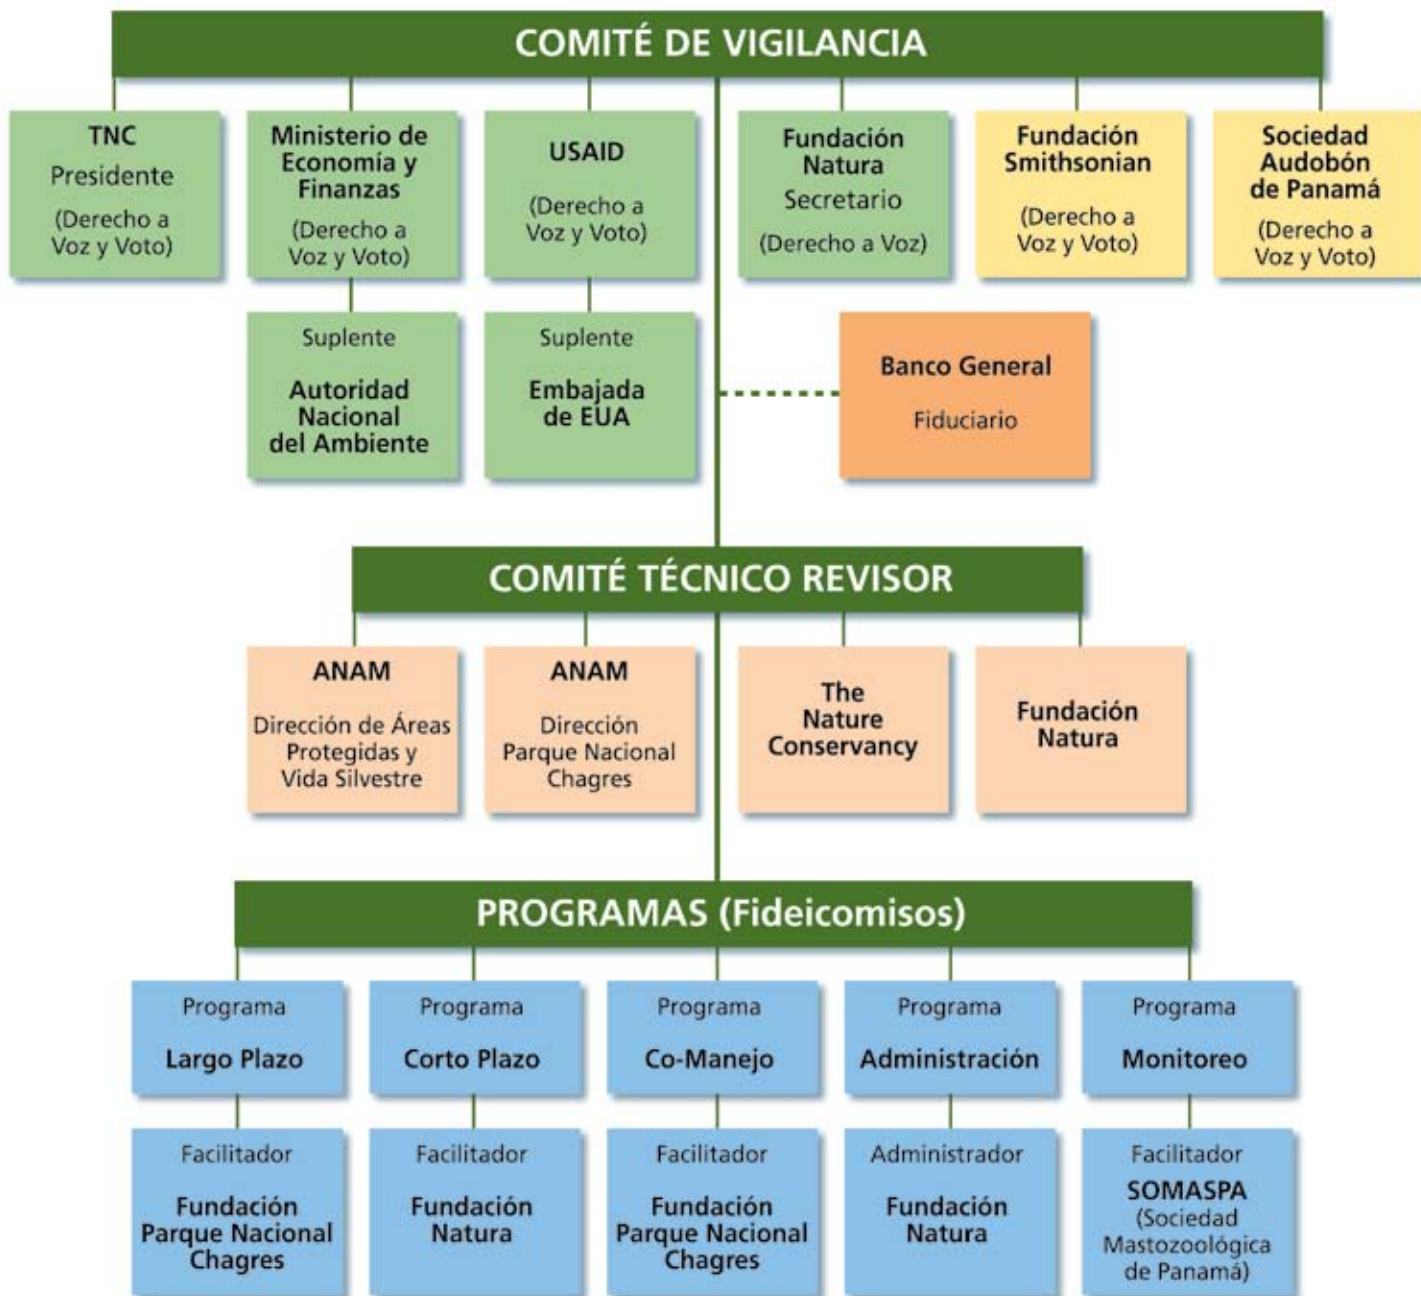 COMITÉ DE VIGILANCIA
TNC
Presidente
(Derecho a
Voz y Voto)
Ministerio de
Economía y
Finanzas
(Derecho a
Voz y Voto)
USAID
(Derecho a
Voz y Voto)
Fundación
Natura
Secretario
(Derecho a Voz)
Fundación
Smithsonian
(Derecho a
Voz y Voto)
Sociedad
Audobón
de Panamá
(Derecho a
Voz y Voto)
Suplente
Autoridad
Nacional
del Ambiente
Suplente
Embajada
de EUA
Banco General
Fiduciario
COMITÉ TÉCNICO REVISOR
ANAM
Dirección de Áreas
Protegidas y
Vida Silvestre
ANAM
Dirección
Parque Nacional
Chagres
The
Nature
Conservancy
Fundación
Natura
PROGRAMAS (Fideicomisos)
Programa
Largo Plazo
Programa
Corto Plazo
Programa
Co-Manejo
Programa
Administración
Programa
Monitoreo
Facilitador
Fundación
Parque Nacional
Chagres
Facilitador
Fundación
Natura
Facilitador
Fundación
Parque Nacional
Chagres
Administrador
Fundación
Natura
Facilitador
SOMASPA
(Sociedad
Mastozoológica
de Panamá)